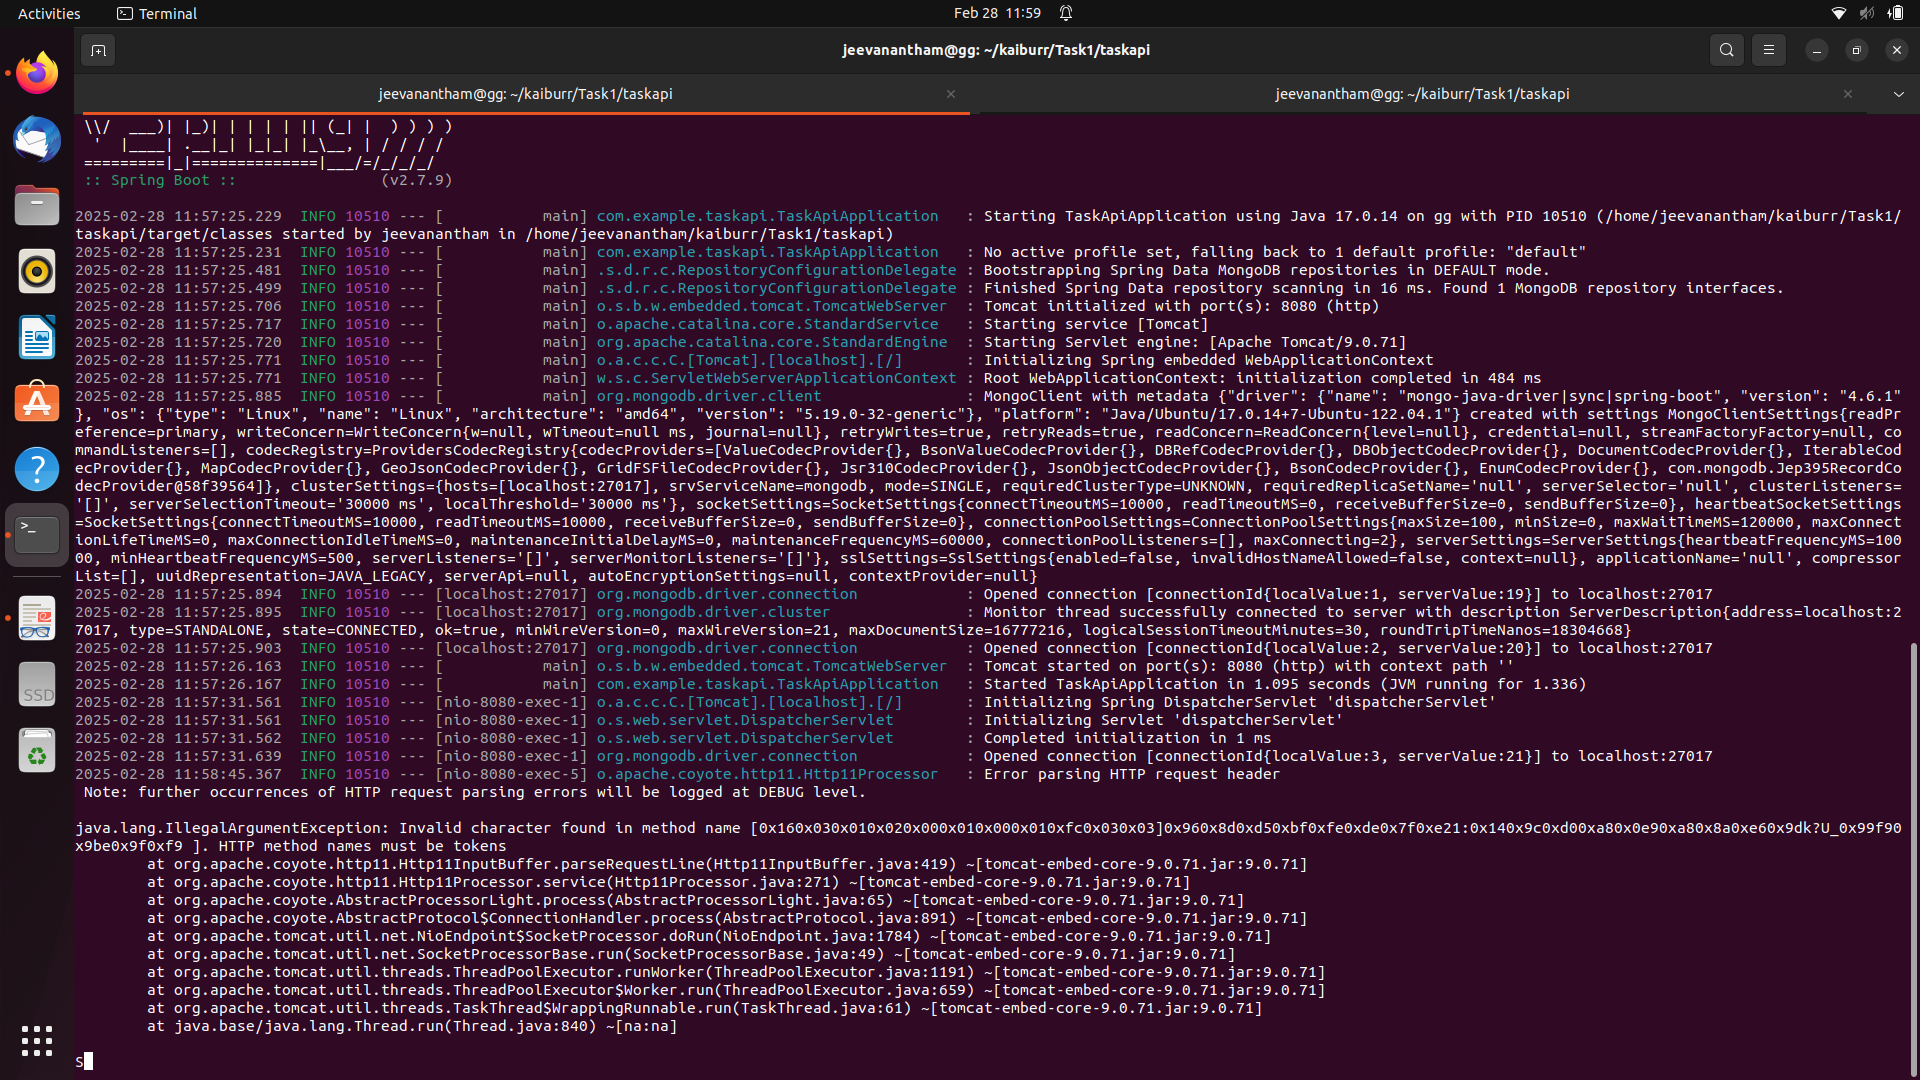 Activities
Terminal
Feb 28 11:59
jeevanantham@gg: ~/kaiburr/Task1/taskapi
jeevanantham@gg: ~/kaiburr/Task1/taskapi
jeevanantham@gg: ~/kaiburr/Task1/taskapi
 \\/  ___)| |_)| | | | | || (_| |  ) ) ) )
  '  |____| .__|_| |_|_| |_\__, | / / / /
 =========|_|==============|___/=/_/_/_/
 :: Spring Boot ::                (v2.7.9)
2025-02-28 11:57:25.229  INFO 10510 --- [           main] com.example.taskapi.TaskApiApplication   : Starting TaskApiApplication using Java 17.0.14 on gg with PID 10510 (/home/jeevanantham/kaiburr/Task1/
taskapi/target/classes started by jeevanantham in /home/jeevanantham/kaiburr/Task1/taskapi)
2025-02-28 11:57:25.231  INFO 10510 --- [           main] com.example.taskapi.TaskApiApplication   : No active profile set, falling back to 1 default profile: "default"
2025-02-28 11:57:25.481  INFO 10510 --- [           main] .s.d.r.c.RepositoryConfigurationDelegate : Bootstrapping Spring Data MongoDB repositories in DEFAULT mode.
2025-02-28 11:57:25.499  INFO 10510 --- [           main] .s.d.r.c.RepositoryConfigurationDelegate : Finished Spring Data repository scanning in 16 ms. Found 1 MongoDB repository interfaces.
2025-02-28 11:57:25.706  INFO 10510 --- [           main] o.s.b.w.embedded.tomcat.TomcatWebServer  : Tomcat initialized with port(s): 8080 (http)
2025-02-28 11:57:25.717  INFO 10510 --- [           main] o.apache.catalina.core.StandardService   : Starting service [Tomcat]
2025-02-28 11:57:25.720  INFO 10510 --- [           main] org.apache.catalina.core.StandardEngine  : Starting Servlet engine: [Apache Tomcat/9.0.71]
2025-02-28 11:57:25.771  INFO 10510 --- [           main] o.a.c.c.C.[Tomcat].[localhost].[/]       : Initializing Spring embedded WebApplicationContext
2025-02-28 11:57:25.771  INFO 10510 --- [           main] w.s.c.ServletWebServerApplicationContext : Root WebApplicationContext: initialization completed in 484 ms
2025-02-28 11:57:25.885  INFO 10510 --- [           main] org.mongodb.driver.client                : MongoClient with metadata {"driver": {"name": "mongo-java-driver|sync|spring-boot", "version": "4.6.1"
}, "os": {"type": "Linux", "name": "Linux", "architecture": "amd64", "version": "5.19.0-32-generic"}, "platform": "Java/Ubuntu/17.0.14+7-Ubuntu-122.04.1"} created with settings MongoClientSettings{readPr
eference=primary, writeConcern=WriteConcern{w=null, wTimeout=null ms, journal=null}, retryWrites=true, retryReads=true, readConcern=ReadConcern{level=null}, credential=null, streamFactoryFactory=null, co
mmandListeners=[], codecRegistry=ProvidersCodecRegistry{codecProviders=[ValueCodecProvider{}, BsonValueCodecProvider{}, DBRefCodecProvider{}, DBObjectCodecProvider{}, DocumentCodecProvider{}, IterableCod
ecProvider{}, MapCodecProvider{}, GeoJsonCodecProvider{}, GridFSFileCodecProvider{}, Jsr310CodecProvider{}, JsonObjectCodecProvider{}, BsonCodecProvider{}, EnumCodecProvider{}, com.mongodb.Jep395RecordCo
decProvider@58f39564]}, clusterSettings={hosts=[localhost:27017], srvServiceName=mongodb, mode=SINGLE, requiredClusterType=UNKNOWN, requiredReplicaSetName='null', serverSelector='null', clusterListeners=
'[]', serverSelectionTimeout='30000 ms', localThreshold='30000 ms'}, socketSettings=SocketSettings{connectTimeoutMS=10000, readTimeoutMS=0, receiveBufferSize=0, sendBufferSize=0}, heartbeatSocketSettings
=SocketSettings{connectTimeoutMS=10000, readTimeoutMS=10000, receiveBufferSize=0, sendBufferSize=0}, connectionPoolSettings=ConnectionPoolSettings{maxSize=100, minSize=0, maxWaitTimeMS=120000, maxConnect
ionLifeTimeMS=0, maxConnectionIdleTimeMS=0, maintenanceInitialDelayMS=0, maintenanceFrequencyMS=60000, connectionPoolListeners=[], maxConnecting=2}, serverSettings=ServerSettings{heartbeatFrequencyMS=100
00, minHeartbeatFrequencyMS=500, serverListeners='[]', serverMonitorListeners='[]'}, sslSettings=SslSettings{enabled=false, invalidHostNameAllowed=false, context=null}, applicationName='null', compressor
List=[], uuidRepresentation=JAVA_LEGACY, serverApi=null, autoEncryptionSettings=null, contextProvider=null}
2025-02-28 11:57:25.894  INFO 10510 --- [localhost:27017] org.mongodb.driver.connection            : Opened connection [connectionId{localValue:1, serverValue:19}] to localhost:27017
2025-02-28 11:57:25.895  INFO 10510 --- [localhost:27017] org.mongodb.driver.cluster               : Monitor thread successfully connected to server with description ServerDescription{address=localhost:2
7017, type=STANDALONE, state=CONNECTED, ok=true, minWireVersion=0, maxWireVersion=21, maxDocumentSize=16777216, logicalSessionTimeoutMinutes=30, roundTripTimeNanos=18304668}
2025-02-28 11:57:25.903  INFO 10510 --- [localhost:27017] org.mongodb.driver.connection            : Opened connection [connectionId{localValue:2, serverValue:20}] to localhost:27017
2025-02-28 11:57:26.163  INFO 10510 --- [           main] o.s.b.w.embedded.tomcat.TomcatWebServer  : Tomcat started on port(s): 8080 (http) with context path ''
2025-02-28 11:57:26.167  INFO 10510 --- [           main] com.example.taskapi.TaskApiApplication   : Started TaskApiApplication in 1.095 seconds (JVM running for 1.336)
2025-02-28 11:57:31.561  INFO 10510 --- [nio-8080-exec-1] o.a.c.c.C.[Tomcat].[localhost].[/]       : Initializing Spring DispatcherServlet 'dispatcherServlet'
2025-02-28 11:57:31.561  INFO 10510 --- [nio-8080-exec-1] o.s.web.servlet.DispatcherServlet        : Initializing Servlet 'dispatcherServlet'
2025-02-28 11:57:31.562  INFO 10510 --- [nio-8080-exec-1] o.s.web.servlet.DispatcherServlet        : Completed initialization in 1 ms
2025-02-28 11:57:31.639  INFO 10510 --- [nio-8080-exec-1] org.mongodb.driver.connection            : Opened connection [connectionId{localValue:3, serverValue:21}] to localhost:27017
2025-02-28 11:58:45.367  INFO 10510 --- [nio-8080-exec-5] o.apache.coyote.http11.Http11Processor   : Error parsing HTTP request header
 Note: further occurrences of HTTP request parsing errors will be logged at DEBUG level.
java.lang.IllegalArgumentException: Invalid character found in method name [0x160x030x010x020x000x010x000x010xfc0x030x03]0x960x8d0xd50xbf0xfe0xde0x7f0xe21:0x140x9c0xd00xa80x0e90xa80x8a0xe60x9dk?U_0x99f90
x9be0x9f0xf9 ]. HTTP method names must be tokens
        at org.apache.coyote.http11.Http11InputBuffer.parseRequestLine(Http11InputBuffer.java:419) ~[tomcat-embed-core-9.0.71.jar:9.0.71]
        at org.apache.coyote.http11.Http11Processor.service(Http11Processor.java:271) ~[tomcat-embed-core-9.0.71.jar:9.0.71]
        at org.apache.coyote.AbstractProcessorLight.process(AbstractProcessorLight.java:65) ~[tomcat-embed-core-9.0.71.jar:9.0.71]
        at org.apache.coyote.AbstractProtocol$ConnectionHandler.process(AbstractProtocol.java:891) ~[tomcat-embed-core-9.0.71.jar:9.0.71]
        at org.apache.tomcat.util.net.NioEndpoint$SocketProcessor.doRun(NioEndpoint.java:1784) ~[tomcat-embed-core-9.0.71.jar:9.0.71]
        at org.apache.tomcat.util.net.SocketProcessorBase.run(SocketProcessorBase.java:49) ~[tomcat-embed-core-9.0.71.jar:9.0.71]
        at org.apache.tomcat.util.threads.ThreadPoolExecutor.runWorker(ThreadPoolExecutor.java:1191) ~[tomcat-embed-core-9.0.71.jar:9.0.71]
        at org.apache.tomcat.util.threads.ThreadPoolExecutor$Worker.run(ThreadPoolExecutor.java:659) ~[tomcat-embed-core-9.0.71.jar:9.0.71]
        at org.apache.tomcat.util.threads.TaskThread$WrappingRunnable.run(TaskThread.java:61) ~[tomcat-embed-core-9.0.71.jar:9.0.71]
        at java.base/java.lang.Thread.run(Thread.java:840) ~[na:na]
S
SSD